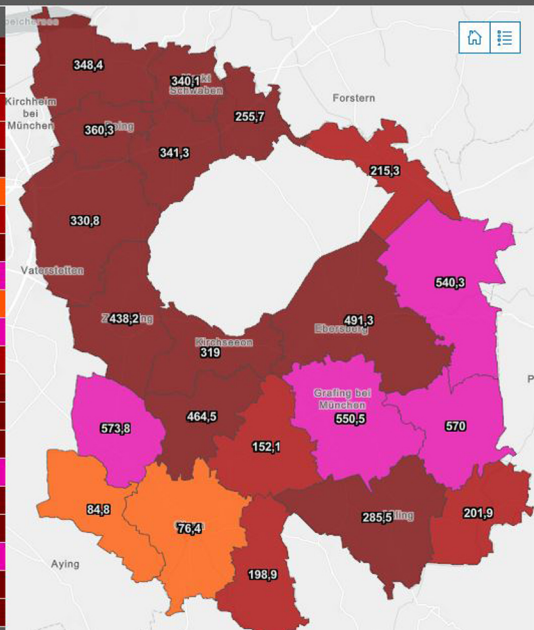 348,4
340,1
Schwaben
Kirchheim
bei
München
Forstern
255,7
360,3
341,3
215,3
330,8
Vaterstetten
540,3
438,2
491,3
Ebersberg
Kirchseeon
319
Grafing bei
München
550,5
573,8
464,5
570
152,1
84,8
76,4
285,5
201,9
Aying
198,9